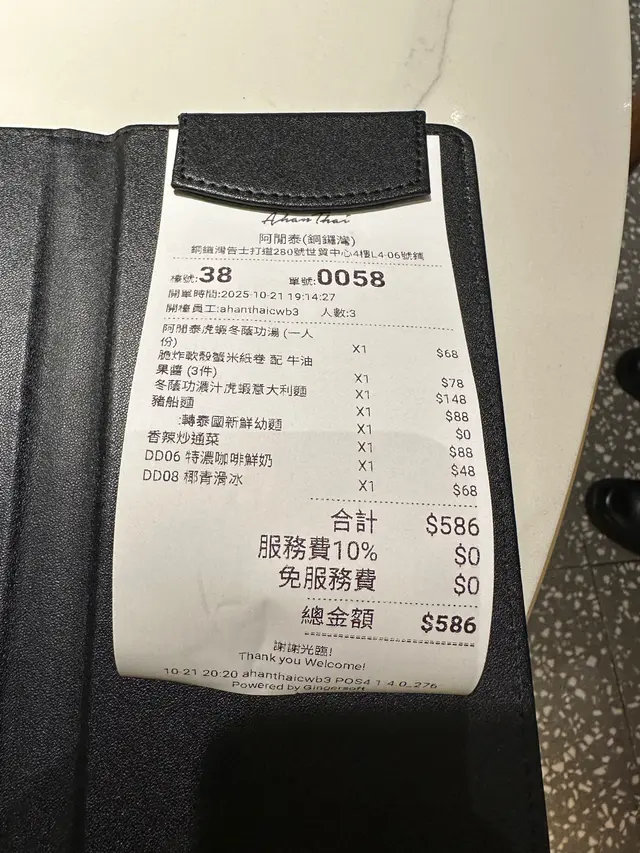 Ahan Thai
阿閒泰(銅鑼灣)
銅鑼灣告士打道280號世貿中心4樓L4-06號舖
檯號:38 單號:0058
開單時間:2025-10-21 19:14:27
開檯員工:ahanthaicwb3 人數:3
阿閒泰虎蝦冬蔭功湯 (一人
份) X1 $68
脆炸軟殼蟹米紙卷 配 牛油
果醬 (3件) X1 $78
冬蔭功濃汁虎蝦意大利麵 X1 $148
豬船麵 X1 $88
:轉泰國新鮮幼麵 X1 $0
香辣炒通菜 X1 $88
DD06 特濃咖啡鮮奶 X1 $48
DD08 椰青滑冰 X1 $68
合計 $586
服務費10% $0
免服務費 $0
總金額 $586
謝謝光臨!
Thank you Welcome!
10-21 20:20 ahanthaicwb3 POS4 1.4.0_276
Powered by Gingersoft